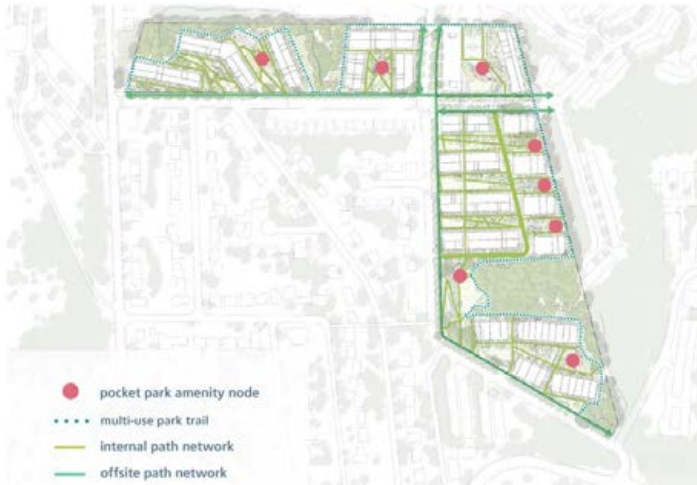 pocket park amenity node
multi-use park trail
internal path network
offsite path network